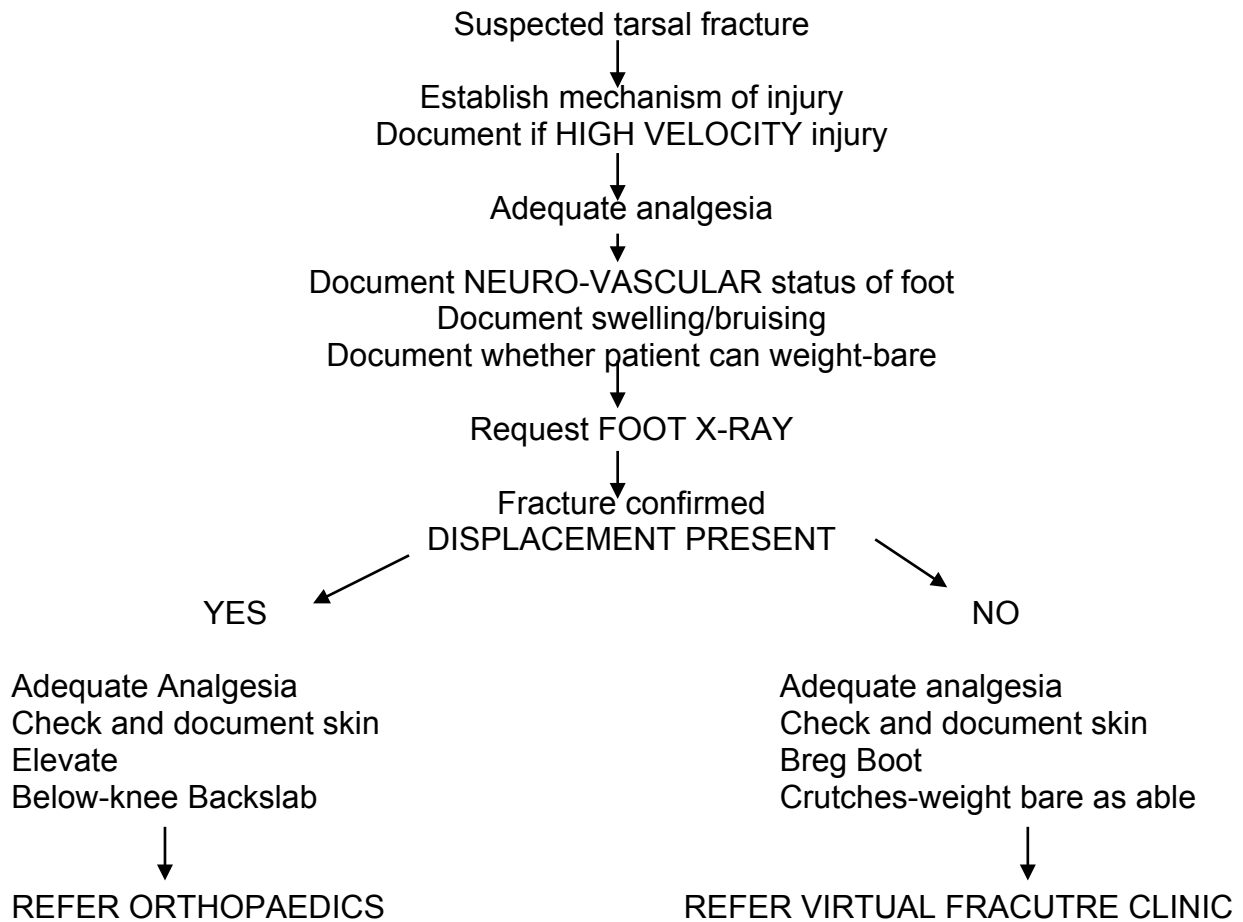 Suspected tarsal fracture
Establish mechanism of injury
Document if HIGH VELOCITY injury
Adequate analgesia
Document NEURO-VASCULAR status of foot
Document swelling/bruising
Document whether patient can weight-bare
Request FOOT X-RAY
Fracture confirmed
DISPLACEMENT PRESENT
YES
Adequate Analgesia
Check and document skin
Elevate
Below-knee Backslab
REFER ORTHOPAEDICS
NO
Adequate analgesia
Check and document skin
Breg Boot
Crutches-weight bare as able
REFER VIRTUAL FRACUTRE CLINIC